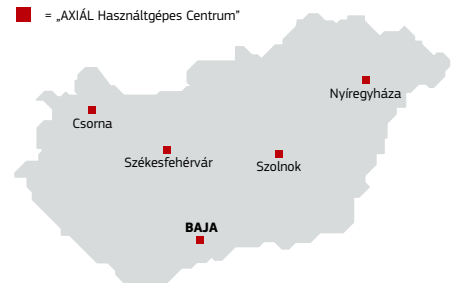 = „AXIÁL Használtgépes Centrum”
Nyíregyháza
Csorna
Székesfehérvár
Szolnok
BAJA